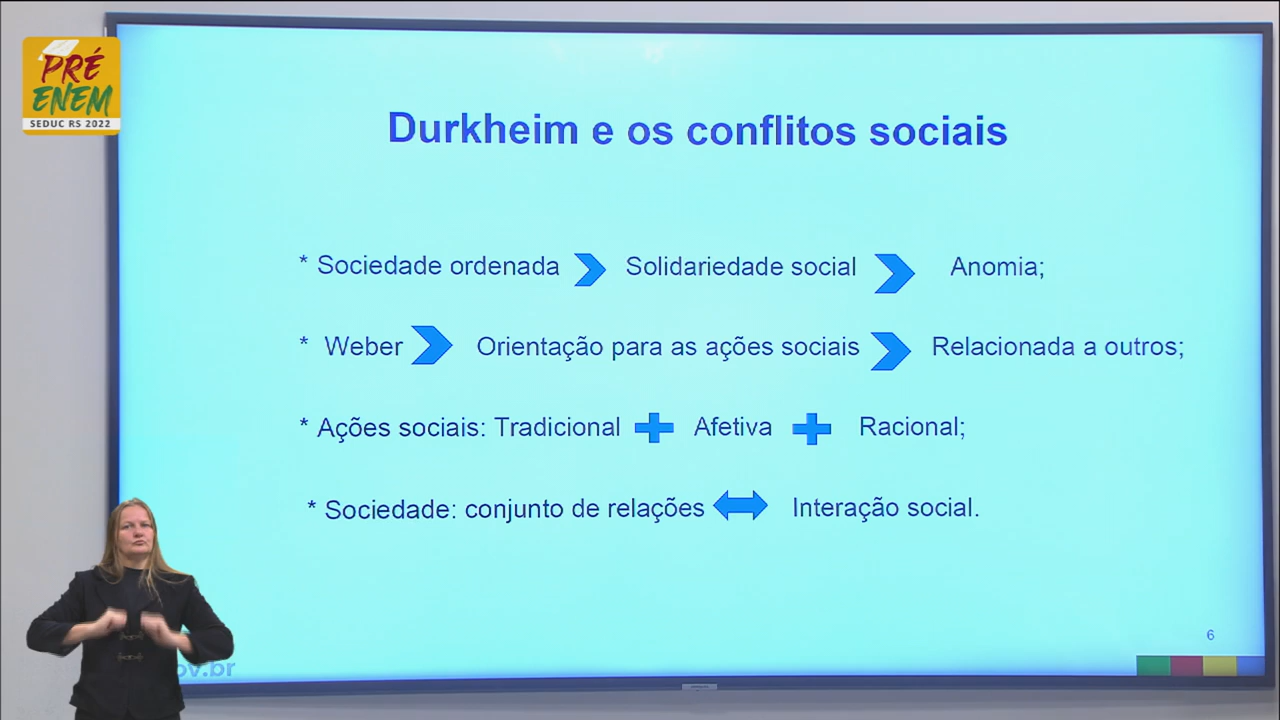 PRÉ
ENEM
SEDUC RS 2022
Durkheim e os conflitos sociais
* Sociedade ordenada Solidariedade social Anomia;
* Weber Orientação para as ações sociais Relacionada a outros;
* Ações sociais: Tradicional Afetiva Racional;
* Sociedade: conjunto de relações Interação social.
6
ov.br